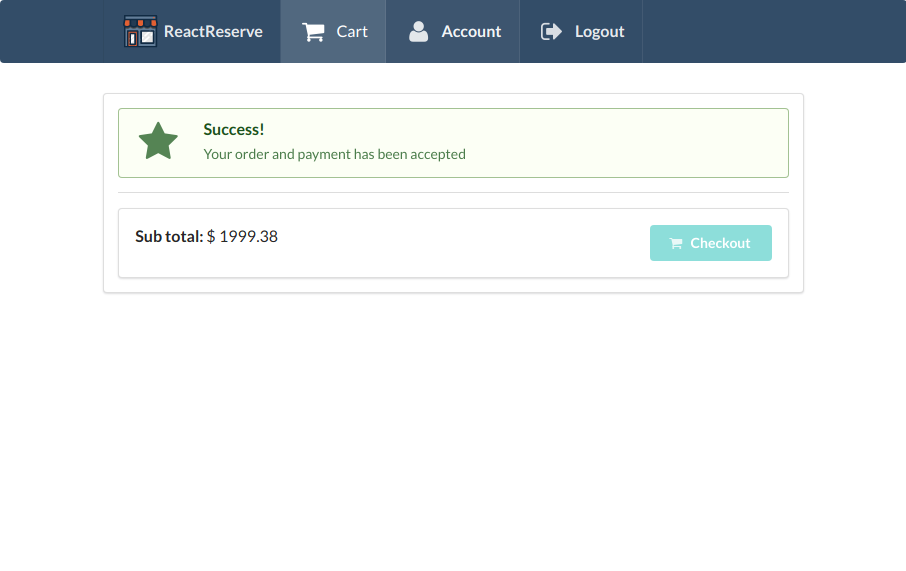 ReactReserve Cart Account Logout
Success!
Your order and payment has been accepted
Sub total: $ 1999.38 Checkout